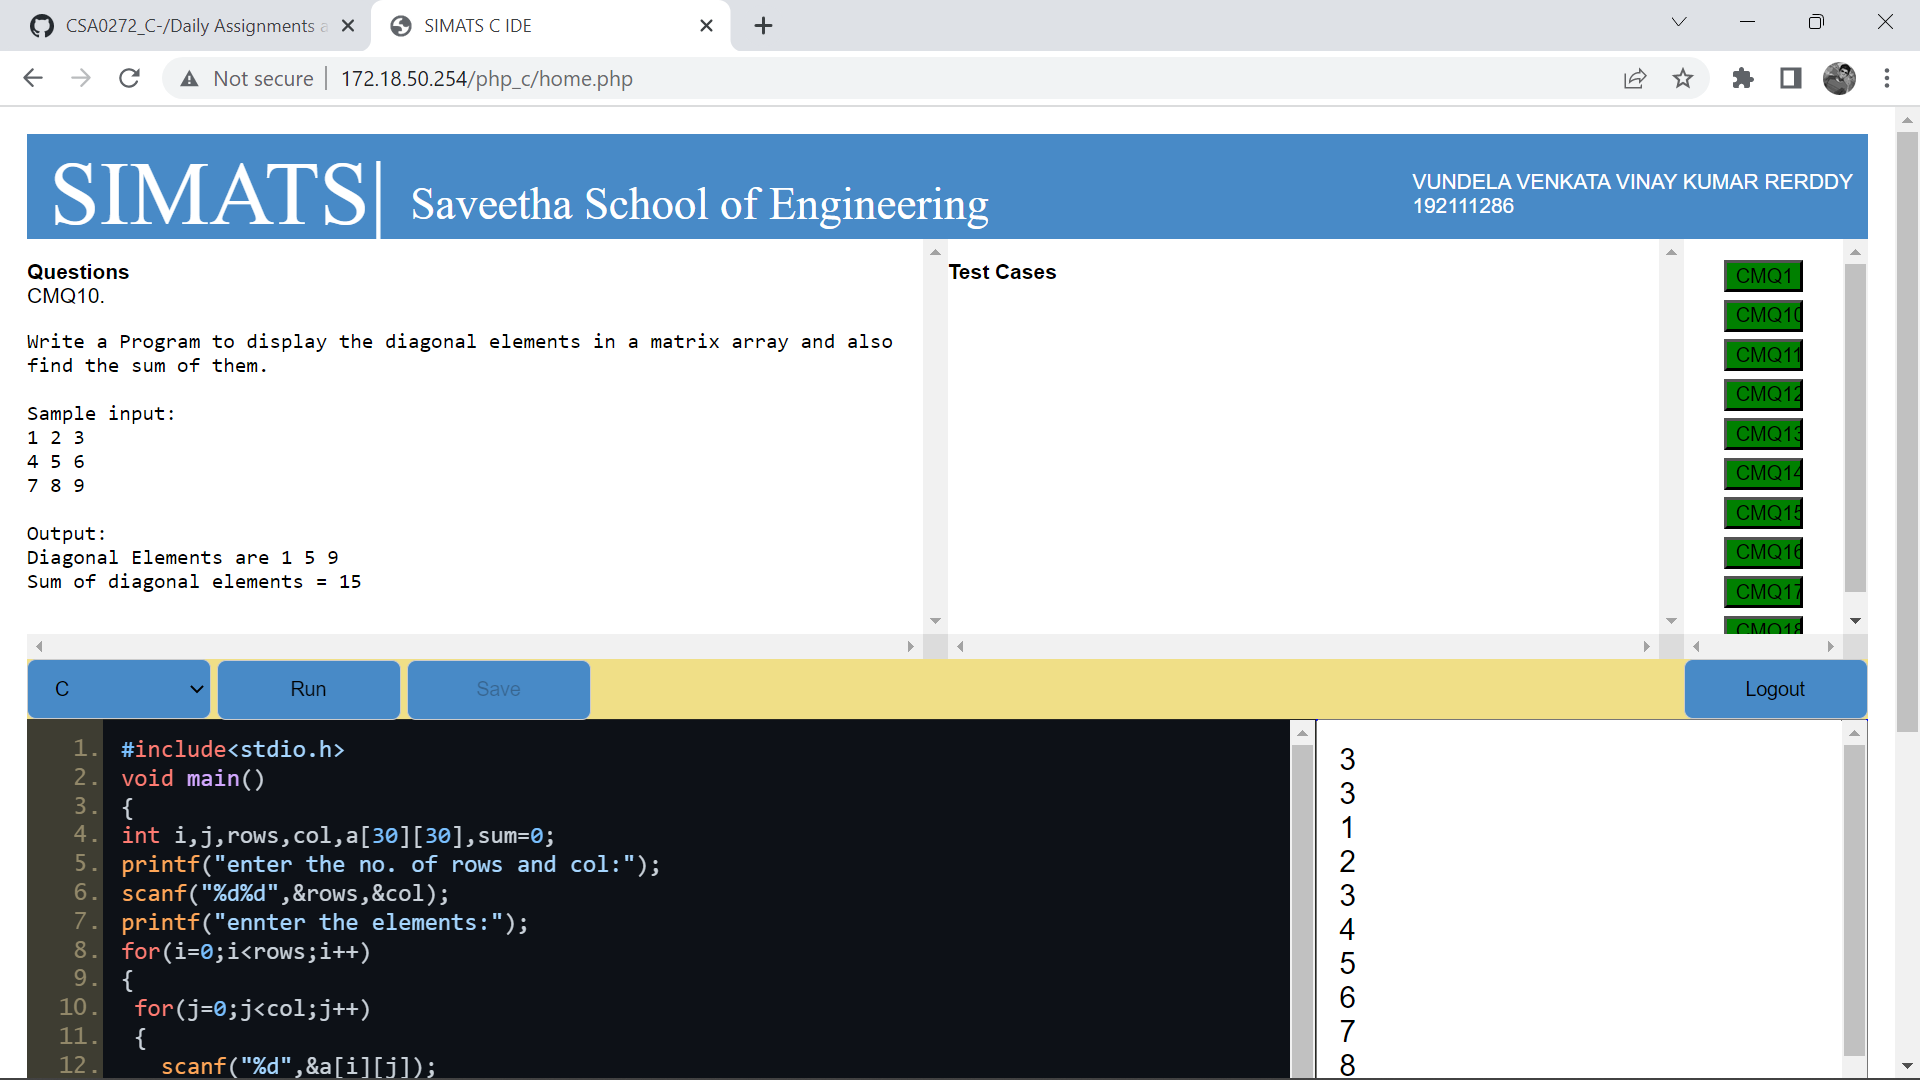 CSA0272_C-/Daily Assignments a
SIMATS C IDE
Not secure
172.18.50.254/php_c/home.php
SIMATS|
Saveetha School of Engineering
VUNDELA VENKATA VINAY KUMAR RERDDY
192111286
Questions
CMQ10.
Write a Program to display the diagonal elements in a matrix array and also
find the sum of them.
Sample input:
1 2 3
4 5 6
7 8 9
Output:
Diagonal Elements are 1 5 9
Sum of diagonal elements = 15
Test Cases
CMQ1
CMQ10
CMQ11
CMQ12
CMQ13
CMQ14
CMQ15
CMQ16
CMQ17
CMQ18
C
Run
Save
Logout
1. #include<stdio.h>
2. void main()
3. {
4. int i,j,rows,col,a[30][30],sum=0;
5. printf("enter the no. of rows and col:");
6. scanf("%d%d",&rows,&col);
7. printf("ennter the elements:");
8. for(i=0;i<rows;i++)
9. {
10. for(j=0;j<col;j++)
11. {
12. scanf("%d",&a[i][j]);
3
3
1
2
3
4
5
6
7
8